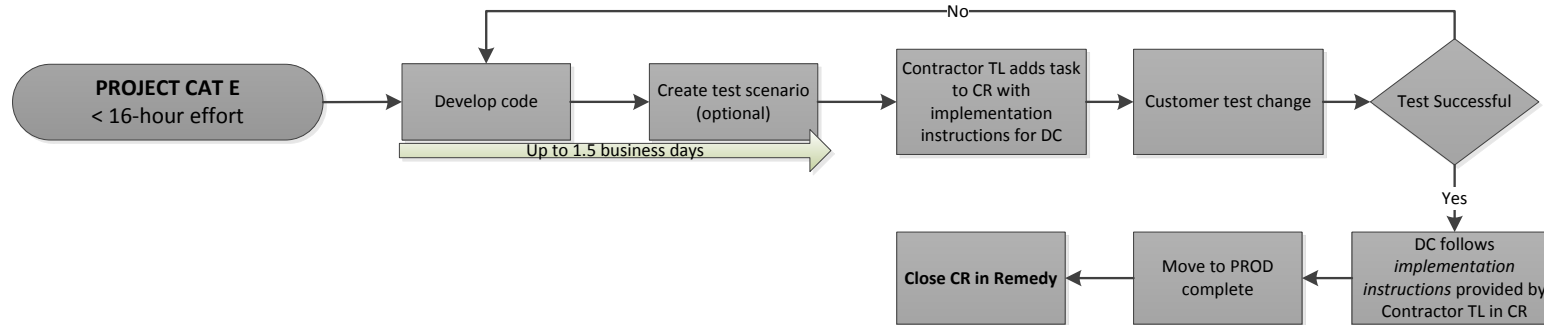 No
PROJECT CAT E
< 16-hour effort
Develop code
Create test scenario
(optional)
Contractor TL adds task
to CR with
implementation
instructions for DC
Customer test change
Test Successful
Up to 1.5 business days
Yes
Close CR in Remedy
Move to PROD
complete
DC follows
implementation
instructions provided by
Contractor TL in CR